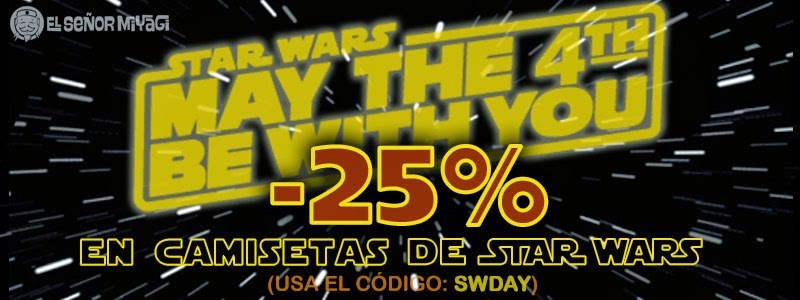 EL SEÑOR MiYAGi
STAR WARS
MAY THE 4TH
BE WITH YOU
-25%
EN CAMISETAS DE STAR WARS
(USA EL CÓDIGO: SWDAY)